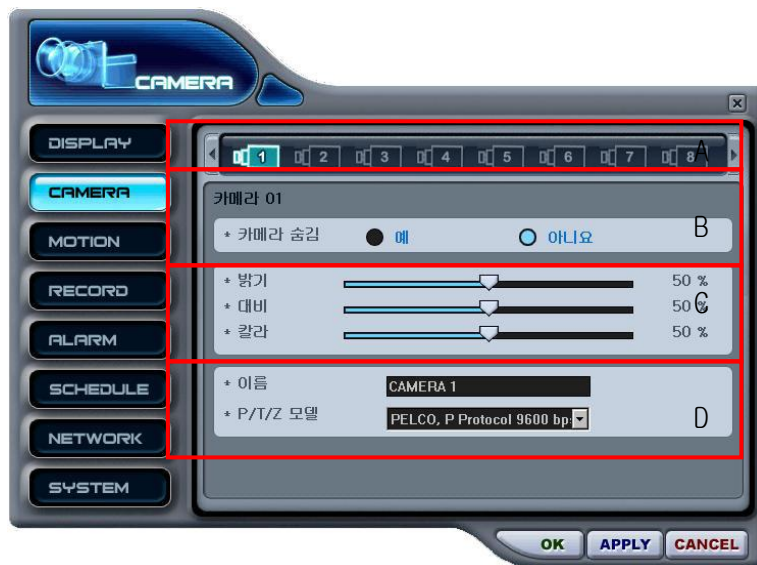 CAMERA
DISPLAY
CAMERA
MOTION
RECORD
ALARM
SCHEDULE
NETWORK
SYSTEM
1 2 3 4 5 6 7 8 A
카메라 01
* 카메라 숨김 예 아니요 B
* 밝기 50 %
* 대비 50 % C
* 칼라 50 %
* 이름 CAMERA 1
* P/T/Z 모델 PELCO, P Protocol 9600 bp: D
OK APPLY CANCEL